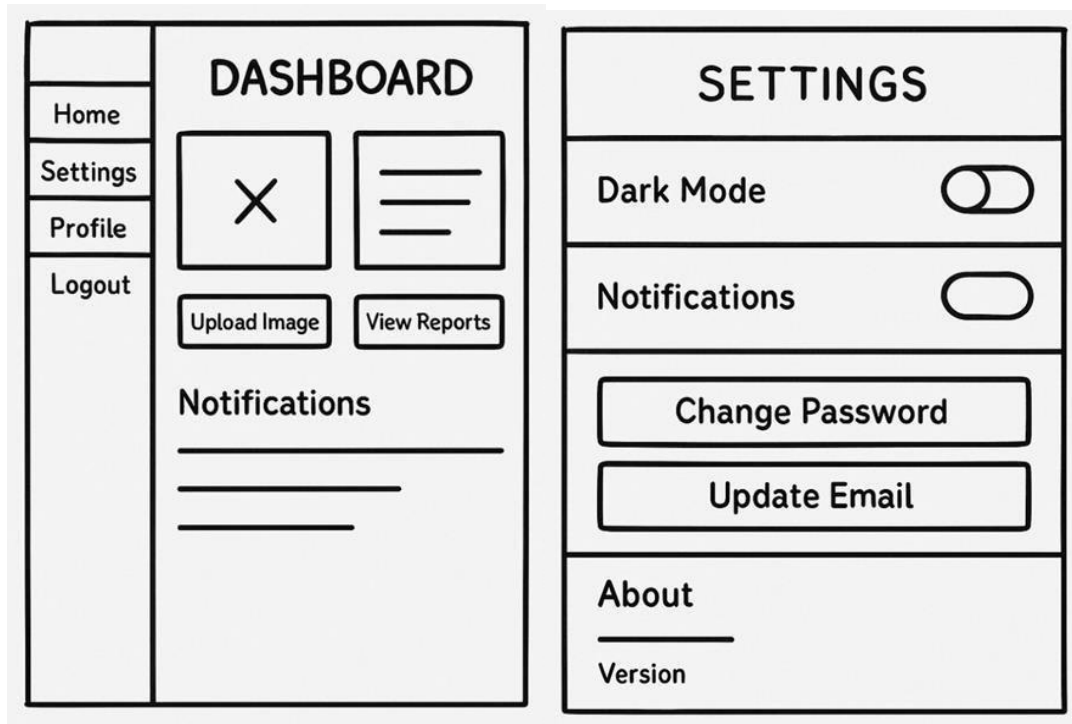 DASHBOARD
Home
Settings
Profile
Logout
Upload Image
View Reports
Notifications
SETTINGS
Dark Mode
Notifications
Change Password
Update Email
About
Version